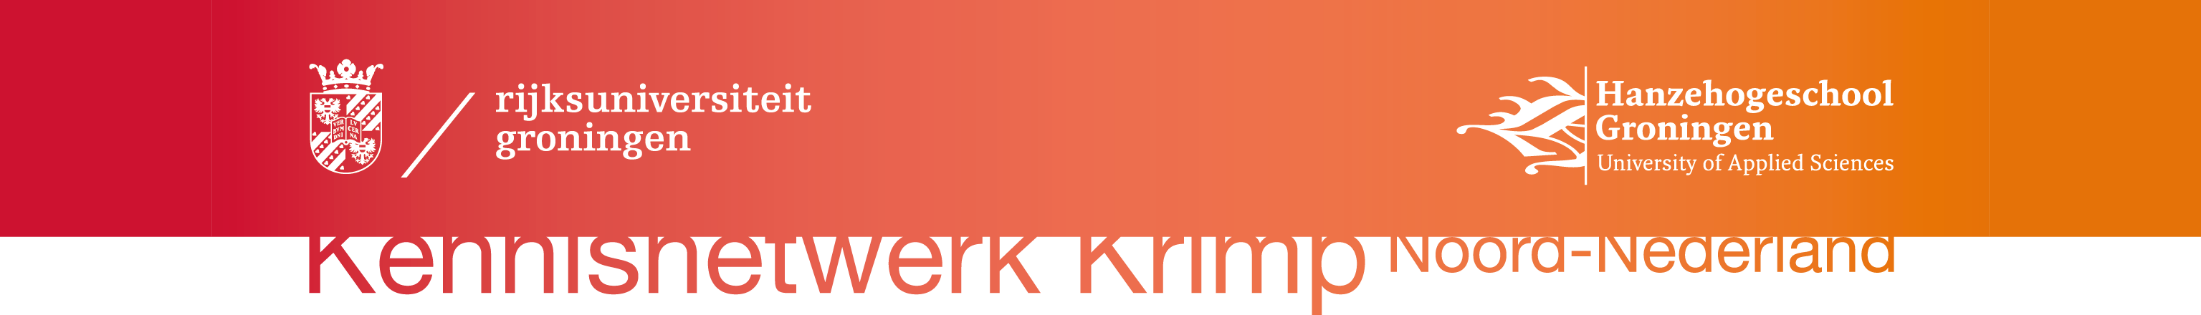 rijksuniversiteit
groningen
Hanzehogeschool
Groningen
University of Applied Sciences
Kennisnetwerk Krimp Noord-Nederland